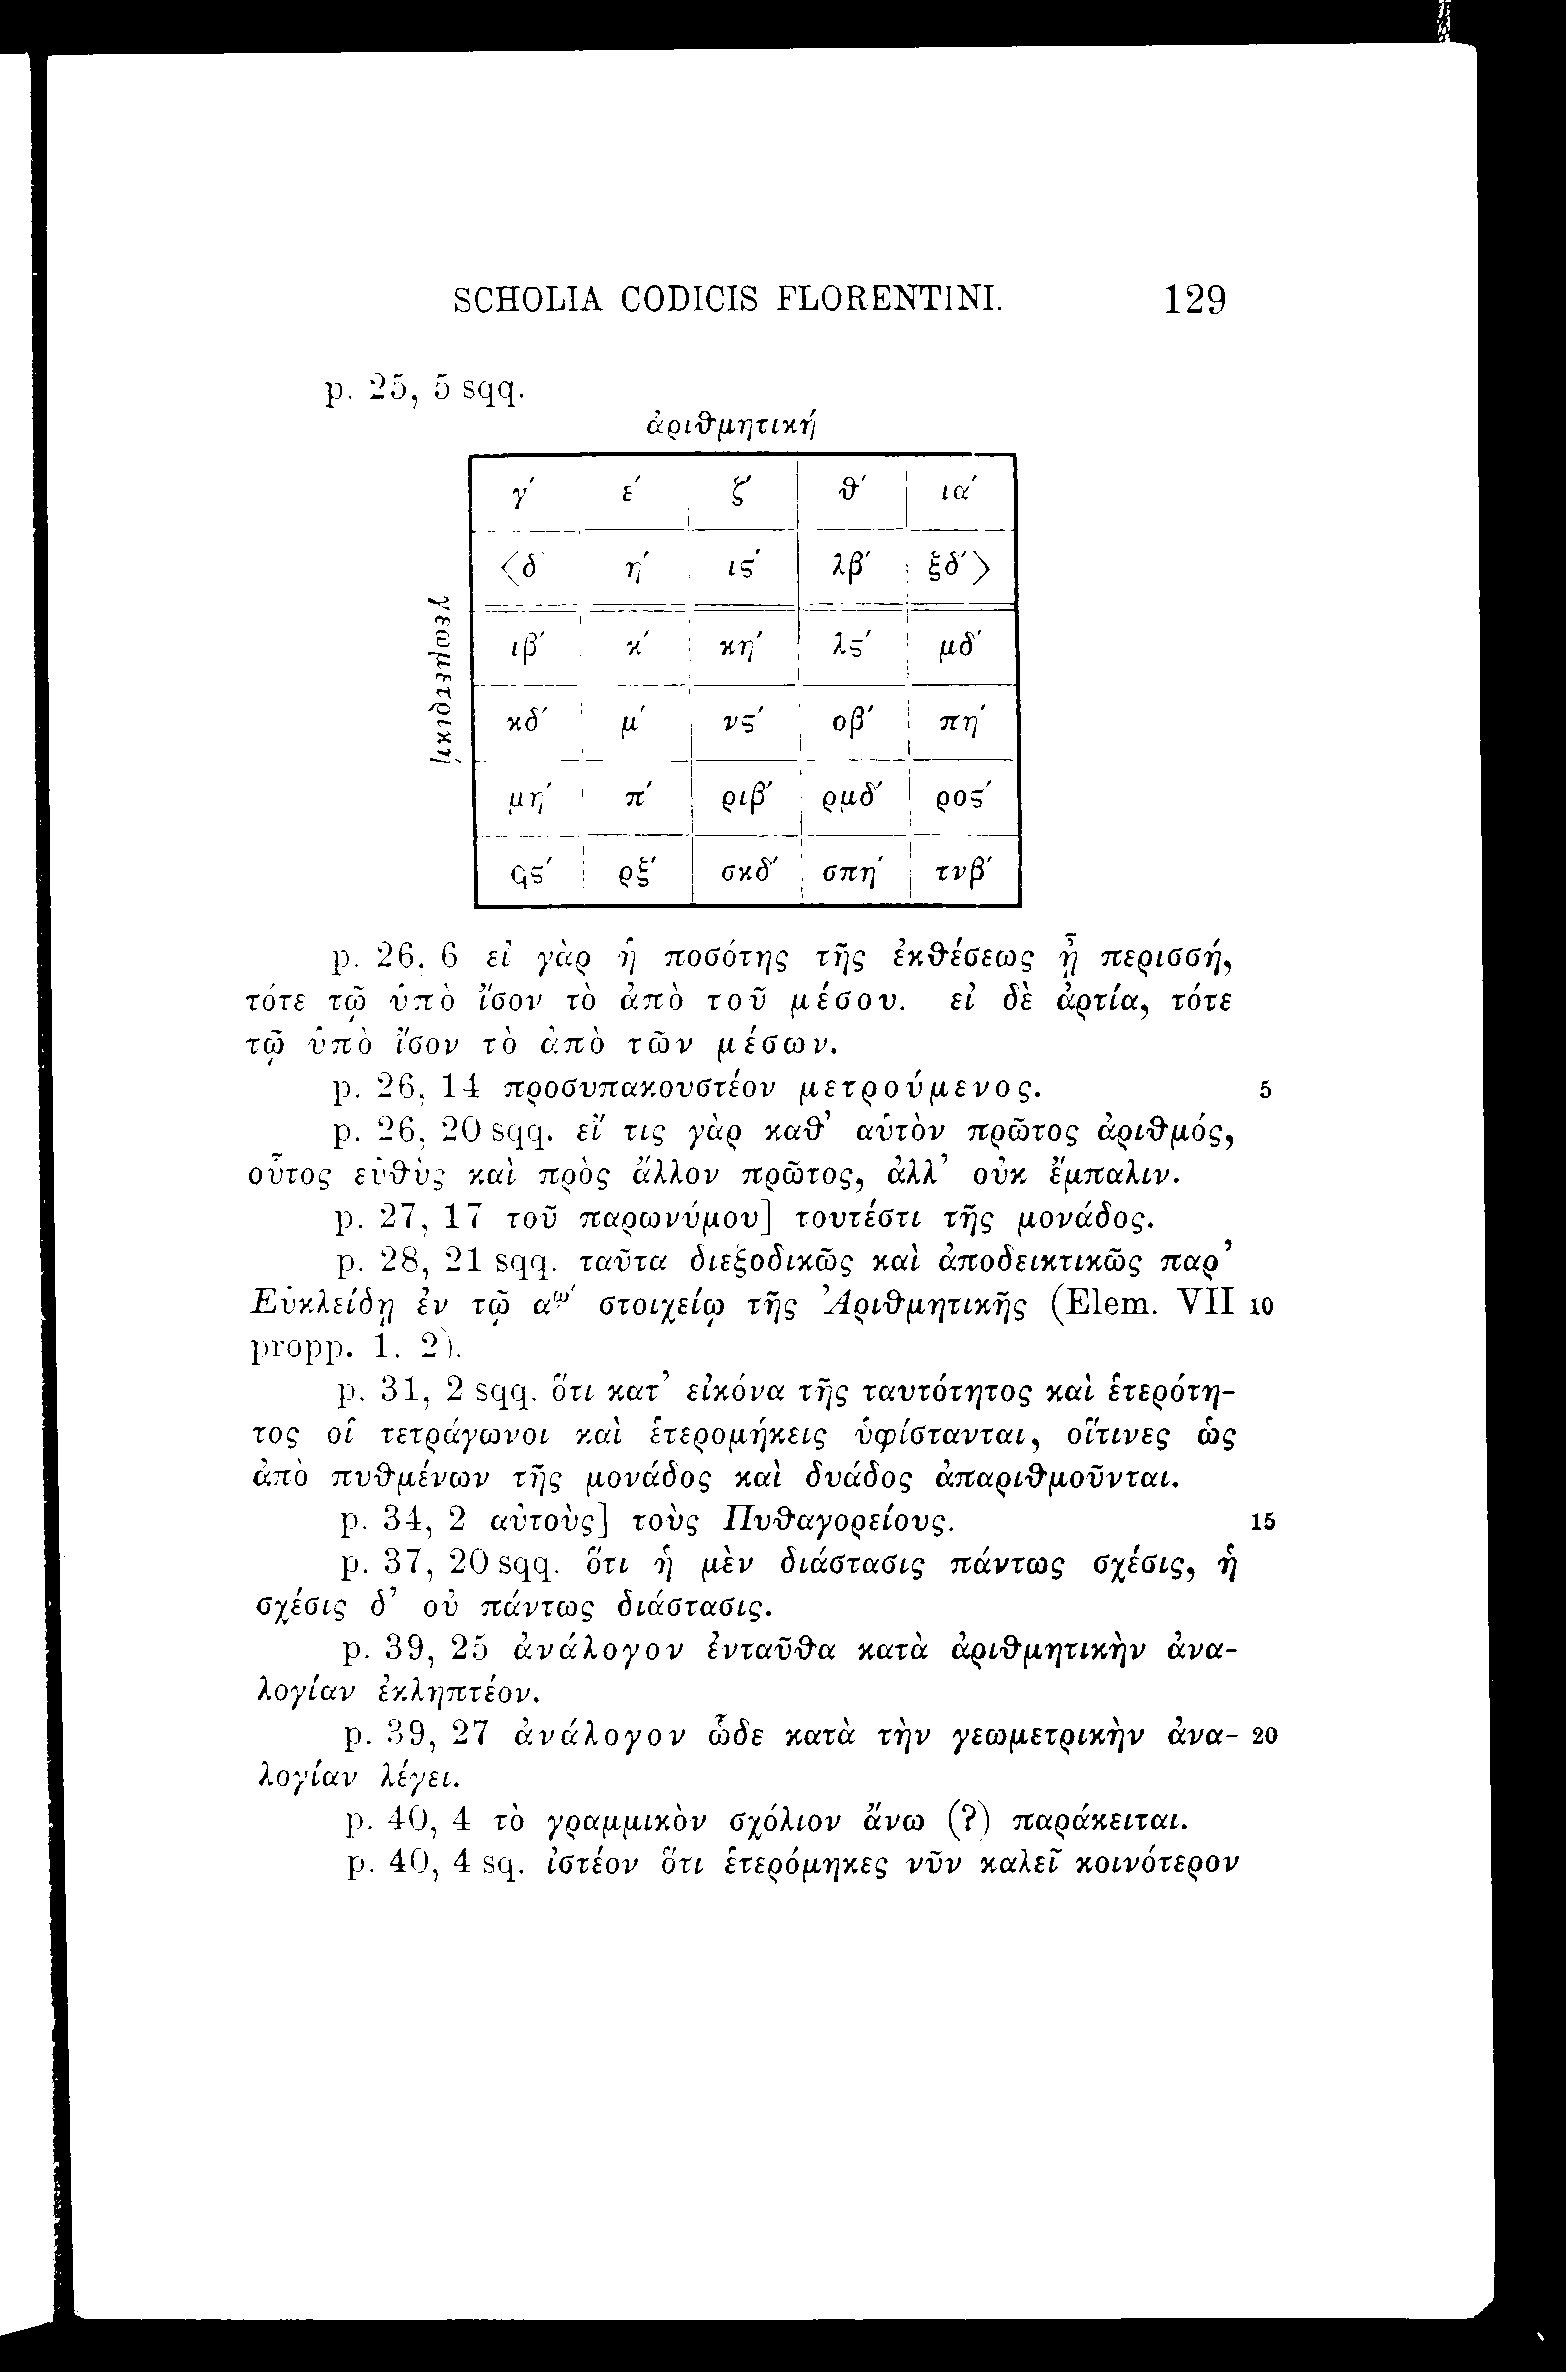 SCHOLIA CODICIS FLORENTINI. 129
p. 25, 5 sqq.
ἀριθμητική
γεωμετρική
γ′ ε′ ζ′ θ′ ια′
⟨δ′ η′ ις′ λβ′ ξδ′⟩
ιβ′ κ′ κη′ λς′ μδ′
κδ′ μ′ νς′ οβ′ πη′
μη′ π′ ριβ′ ρμδ′ ρος′
ϙς′ ρξ′ σκδ′ σπη′ τνβ′
p. 26, 6 εἰ γὰρ ἡ ποσότης τῆς ἐκθέσεως ᾖ περισσή,
τότε τῷ ὑπὸ ἴσον τὸ ἀπὸ τοῦ μέσου. εἰ δὲ ἀρτία, τότε
τῷ ὑπὸ ἴσον τὸ ἀπὸ τῶν μέσων.
p. 26, 14 προσυπακουστέον μετρούμενος. 5
p. 26, 20 sqq. εἴ τις γὰρ καθ’ αὑτὸν πρῶτος ἀριθμός,
οὗτος εὐθὺς καὶ πρὸς ἄλλον πρῶτος, ἀλλ’ οὐκ ἔμπαλιν.
p. 27, 17 τοῦ παρωνύμου] τουτέστι τῆς μονάδος.
p. 28, 21 sqq. ταῦτα διεξοδικῶς καὶ ἀποδεικτικῶς παρ’
Εὐκλείδῃ ἐν τῷ αῳ′ στοιχείῳ τῆς Ἀριθμητικῆς (Elem. VII 10
propp. 1. 2).
p. 31, 2 sqq. ὅτι κατ’ εἰκόνα τῆς ταυτότητος καὶ ἑτερότη-
τος οἱ τετράγωνοι καὶ ἑτερομήκεις ὑφίστανται, οἵτινες ὡς
ἀπὸ πυθμένων τῆς μονάδος καὶ δυάδος ἀπαριθμοῦνται.
p. 34, 2 αὐτοὺς] τοὺς Πυθαγορείους. 15
p. 37, 20 sqq. ὅτι ἡ μὲν διάστασις πάντως σχέσις, ἡ
σχέσις δ’ οὐ πάντως διάστασις.
p. 39, 25 ἀνάλογον ἐνταῦθα κατὰ ἀριθμητικὴν ἀνα-
λογίαν ἐκληπτέον.
p. 39, 27 ἀνάλογον ὧδε κατὰ τὴν γεωμετρικὴν ἀνα- 20
λογίαν λέγει.
p. 40, 4 τὸ γραμμικὸν σχόλιον ἄνω (?) παράκειται.
p. 40, 4 sq. ἰστέον ὅτι ἑτερόμηκες νῦν καλεῖ κοινότερον